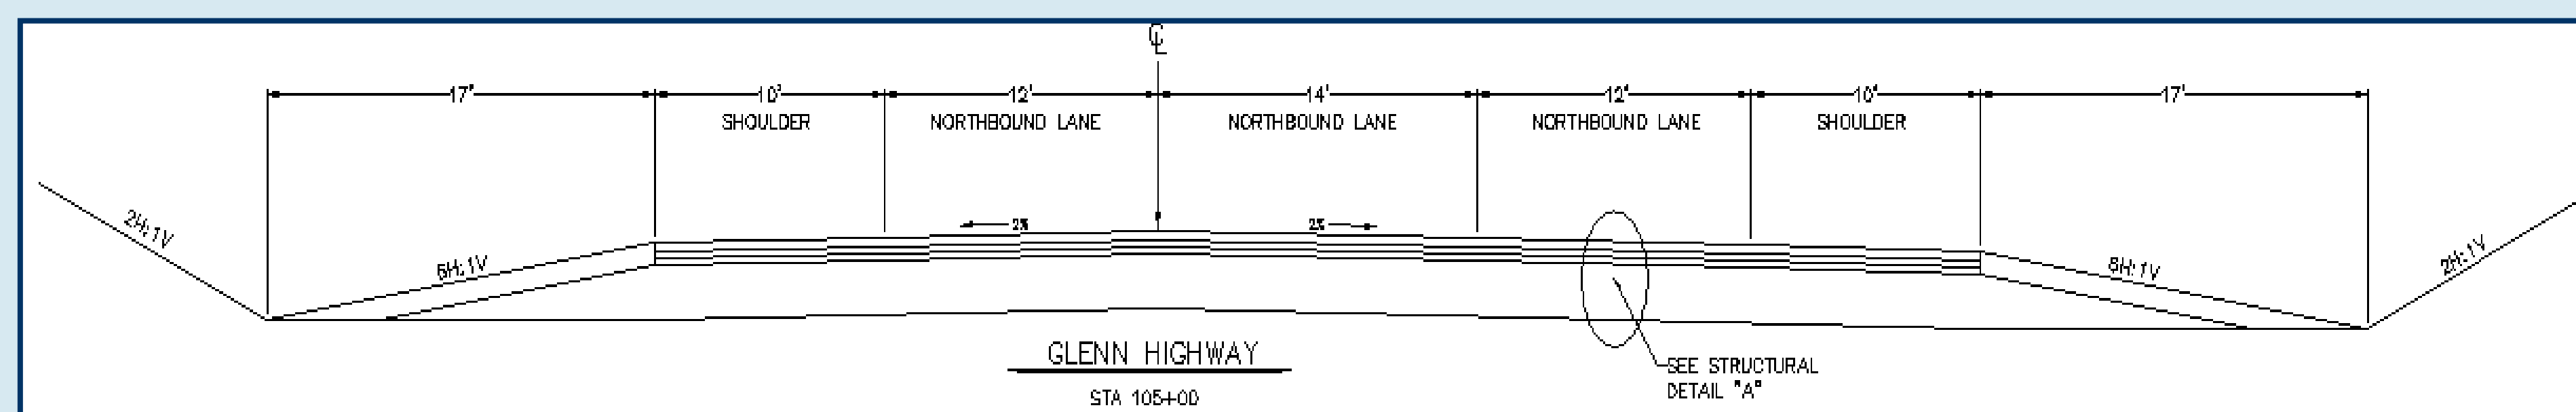 ℄
17' 10' 12' 14' 12' 10' 17'
SHOULDER NORTHBOUND LANE NORTHBOUND LANE NORTHBOUND LANE SHOULDER
2% 2%
2H:1V 6H:1V 6H:1V 2H:1V
GLENN HIGHWAY
STA 105+00
SEE STRUCTURAL
DETAIL "A"